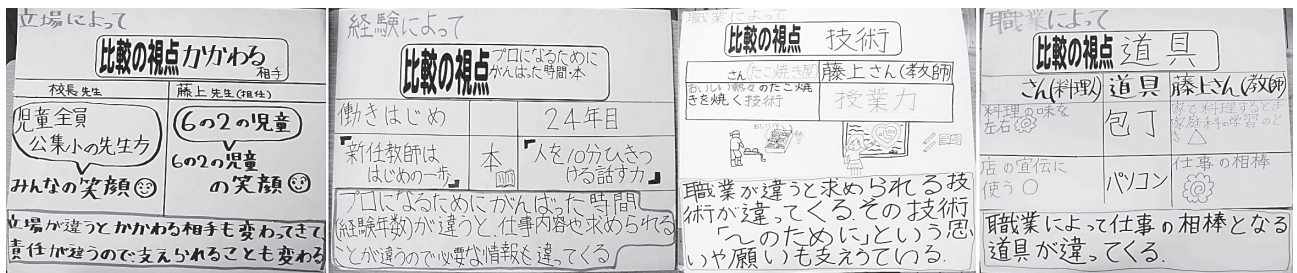 立場によって
比較の視点 かかわる相手
校長先生
藤上先生(担任)
児童全員
公集小の先生方
6の2の児童
みんなの笑顔
6の2の児童
の笑顔
立場が違うとかかわる相手も変わってきて
責任が違うので支えられることも変わる
経験によって
比較の視点 プロになるために
がんばった時間・本
働きはじめ
24年目
『新任教師は
はじめの一歩』
本
『人を10分ひきつ
ける話す力』
プロになるためにがんばった時間
(経験年数)が違うと、仕事内容や求められる
ことが違うので必要な情報も違ってくる
職業によって
比較の視点 技術
さん(たこ焼き屋)
藤上さん(教師)
おいしい熱々のたこ焼
きを焼く技術
授業力
職業が違うと求められる技
術が違ってくる。その技術
「~のために」という思
いや願いも支えている。
職業によって
比較の視点 道具
さん(料理人)
道具
藤上さん(教師)
料理の味を
左右
包丁
家で料理するとき
家庭科の学習のと
き △
店の宣伝に
使う ○
パソコン
仕事の相棒
職業によって仕事の相棒となる
道具が違ってくる。